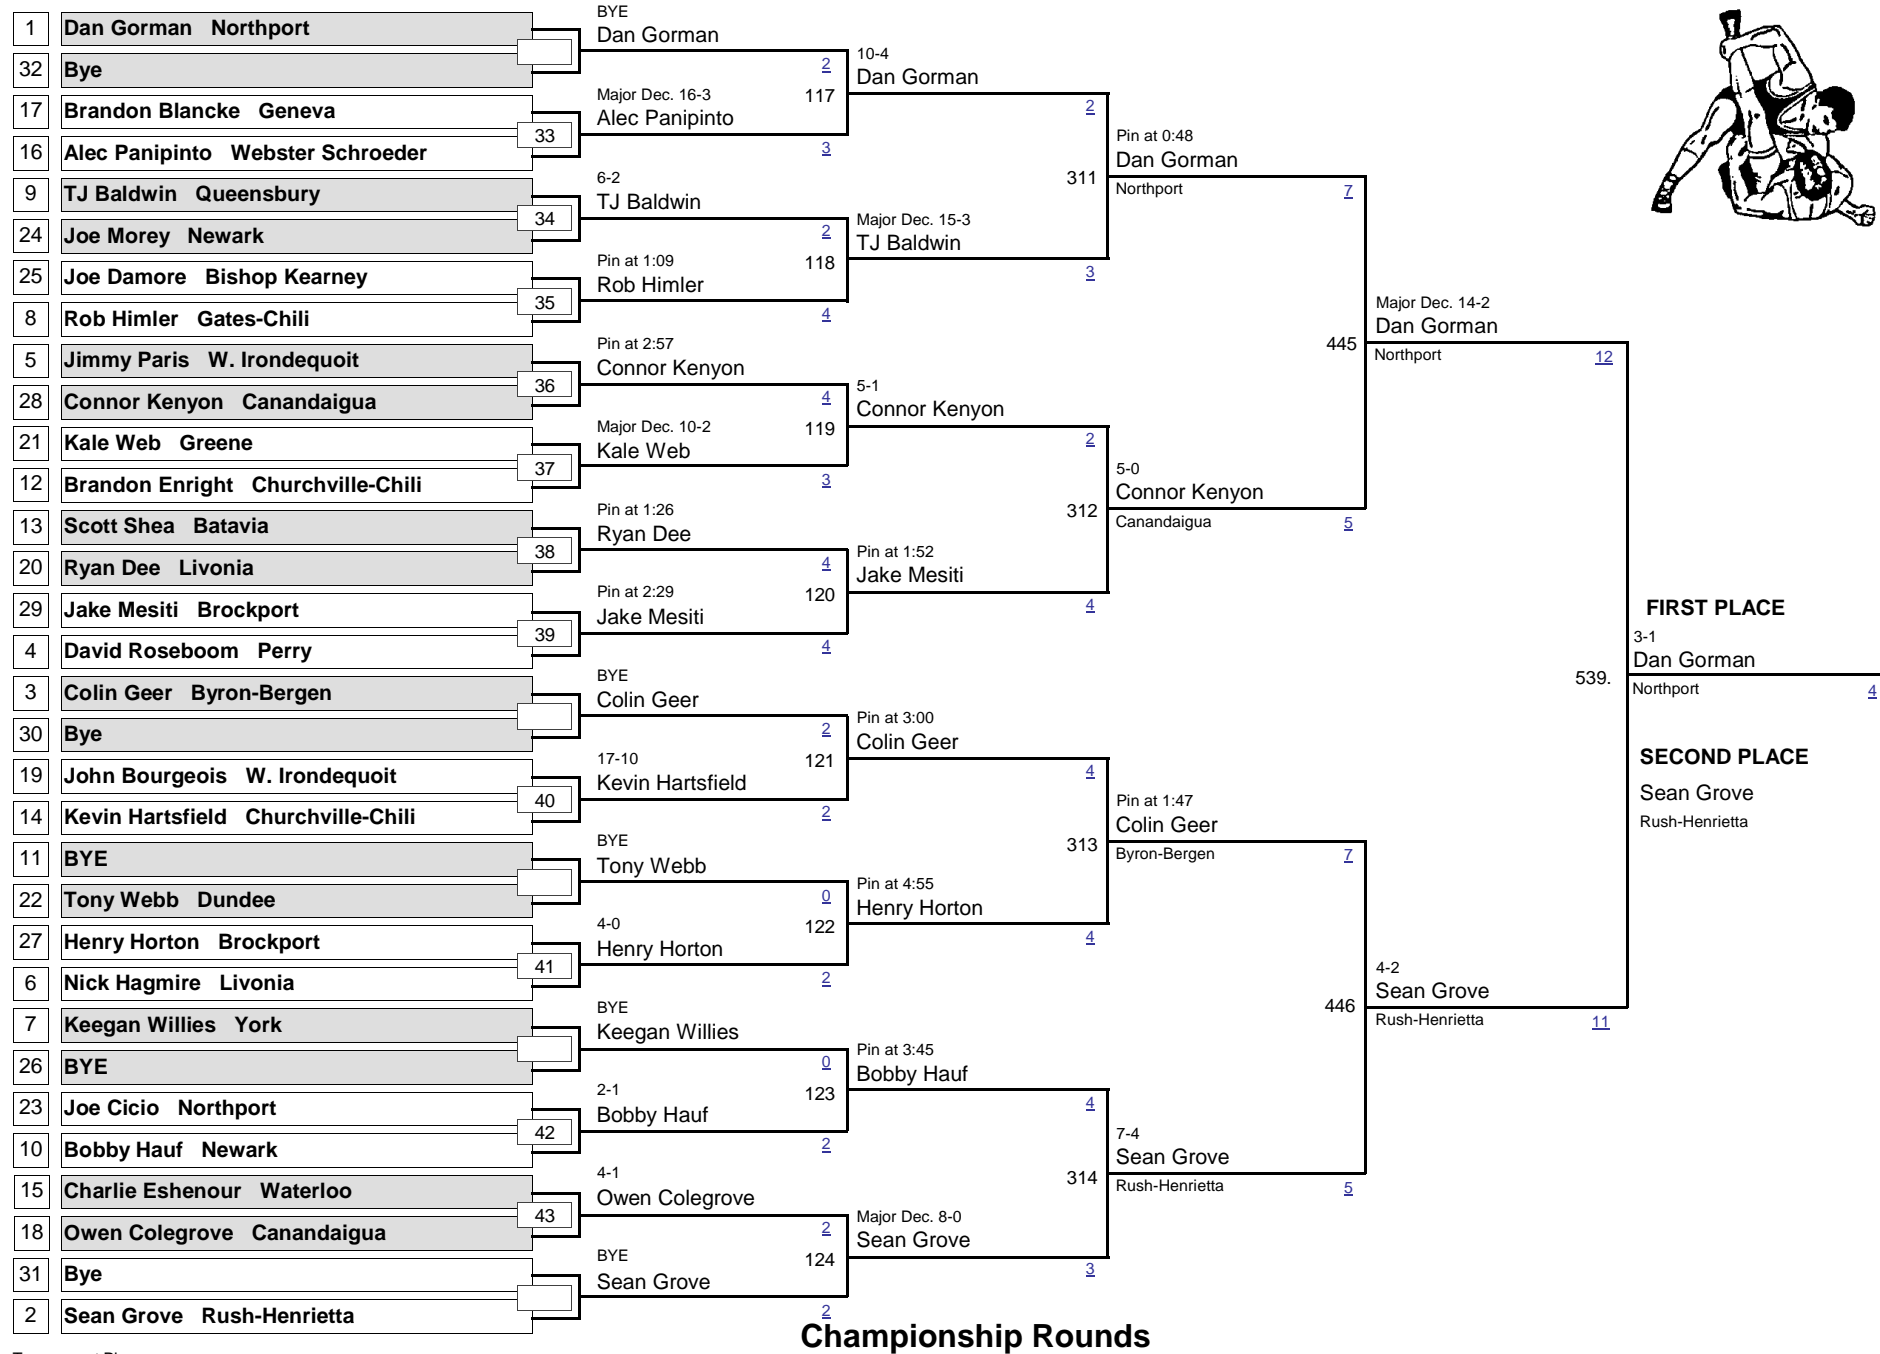 1 Dan Gorman Northport
32 Bye
17 Brandon Blancke Geneva
33
16 Alec Panipinto Webster Schroeder
9 TJ Baldwin Queensbury
34
24 Joe Morey Newark
25 Joe Damore Bishop Kearney
35
8 Rob Himler Gates-Chili
5 Jimmy Paris W. Irondequoit
36
28 Connor Kenyon Canandaigua
21 Kale Web Greene
37
12 Brandon Enright Churchville-Chili
13 Scott Shea Batavia
38
20 Ryan Dee Livonia
29 Jake Mesiti Brockport
39
4 David Roseboom Perry
3 Colin Geer Byron-Bergen
30 Bye
19 John Bourgeois W. Irondequoit
40
14 Kevin Hartsfield Churchville-Chili
11 BYE
22 Tony Webb Dundee
27 Henry Horton Brockport
41
6 Nick Hagmire Livonia
7 Keegan Willies York
26 BYE
23 Joe Cicio Northport
42
10 Bobby Hauf Newark
15 Charlie Eshenour Waterloo
43
18 Owen Colegrove Canandaigua
31 Bye
2 Sean Grove Rush-Henrietta
BYE
Dan Gorman
2
117
Major Dec. 16-3
Alec Panipinto
3
6-2
TJ Baldwin
2
118
Pin at 1:09
Rob Himler
4
Pin at 2:57
Connor Kenyon
4
119
Major Dec. 10-2
Kale Web
3
Pin at 1:26
Ryan Dee
4
120
Pin at 2:29
Jake Mesiti
4
BYE
Colin Geer
2
121
17-10
Kevin Hartsfield
2
BYE
Tony Webb
0
122
4-0
Henry Horton
2
BYE
Keegan Willies
0
123
2-1
Bobby Hauf
2
4-1
Owen Colegrove
2
124
BYE
Sean Grove
2
10-4
Dan Gorman
2
311
Major Dec. 15-3
TJ Baldwin
3
5-1
Connor Kenyon
2
312
Pin at 1:52
Jake Mesiti
4
Pin at 3:00
Colin Geer
4
313
Pin at 4:55
Henry Horton
4
Pin at 3:45
Bobby Hauf
4
314
Major Dec. 8-0
Sean Grove
3
Pin at 0:48
Dan Gorman
Northport
7
445
5-0
Connor Kenyon
Canandaigua
5
Pin at 1:47
Colin Geer
Byron-Bergen
7
446
7-4
Sean Grove
Rush-Henrietta
5
Major Dec. 14-2
Dan Gorman
Northport
12
539.
4-2
Sean Grove
Rush-Henrietta
11
FIRST PLACE
3-1
Dan Gorman
Northport
4
SECOND PLACE
Sean Grove
Rush-Henrietta
Championship Rounds